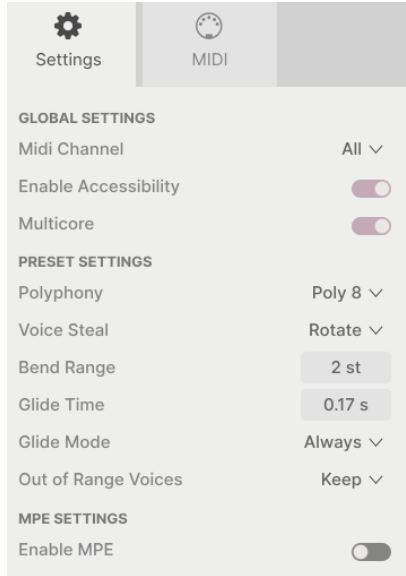 Settings MIDI
GLOBAL SETTINGS
Midi Channel All
Enable Accessibility
Multicore
PRESET SETTINGS
Polyphony Poly 8
Voice Steal Rotate
Bend Range 2 st
Glide Time 0.17 s
Glide Mode Always
Out of Range Voices Keep
MPE SETTINGS
Enable MPE